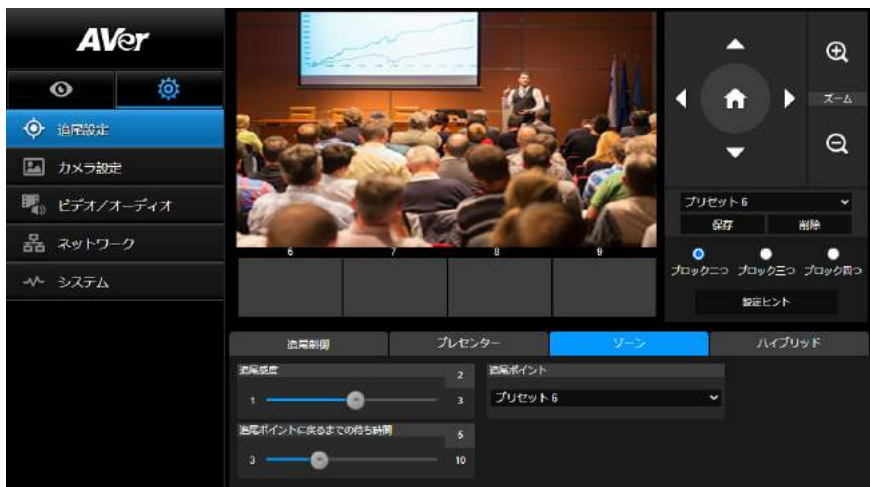 AVer
追尾設定
カメラ設定
ビデオ/オーディオ
ネットワーク
システム
6 7 8 9
ズーム
プリセット 6
保存 削除
ブロック二つ ブロック三つ ブロック四つ
設定ヒント
追尾制御 プレゼンター ゾーン ハイブリッド
追尾感度 2
1 3
追尾ポイントに戻るまでの待ち時間 5
3 10
追尾ポイント
プリセット 6